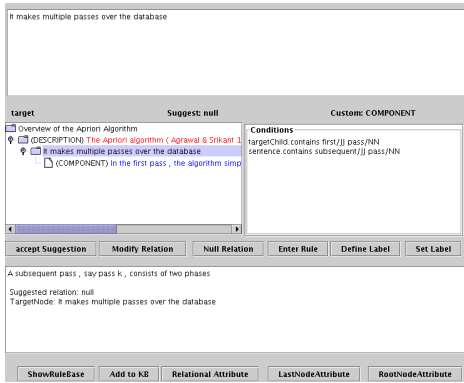 It makes multiple passes over the database
target Suggest: null Custom: COMPONENT
Overview of the Apriori Algorithm
(DESCRIPTION) The Apriori algorithm ( Agrawal & Srikant 1
It makes multiple passes over the database
(COMPONENT) In the first pass , the algorithm simp
Conditions
targetChild.contains first/JJ pass/NN
sentence.contains subsequent/JJ pass/NN
accept Suggestion Modify Relation Null Relation Enter Rule Define Label Set Label
A subsequent pass , say pass k , consists of two phases
Suggested relation: null
TargetNode: It makes multiple passes over the database
ShowRuleBase Add to KB Relational Attribute LastNodeAttribute RootNodeAttribute